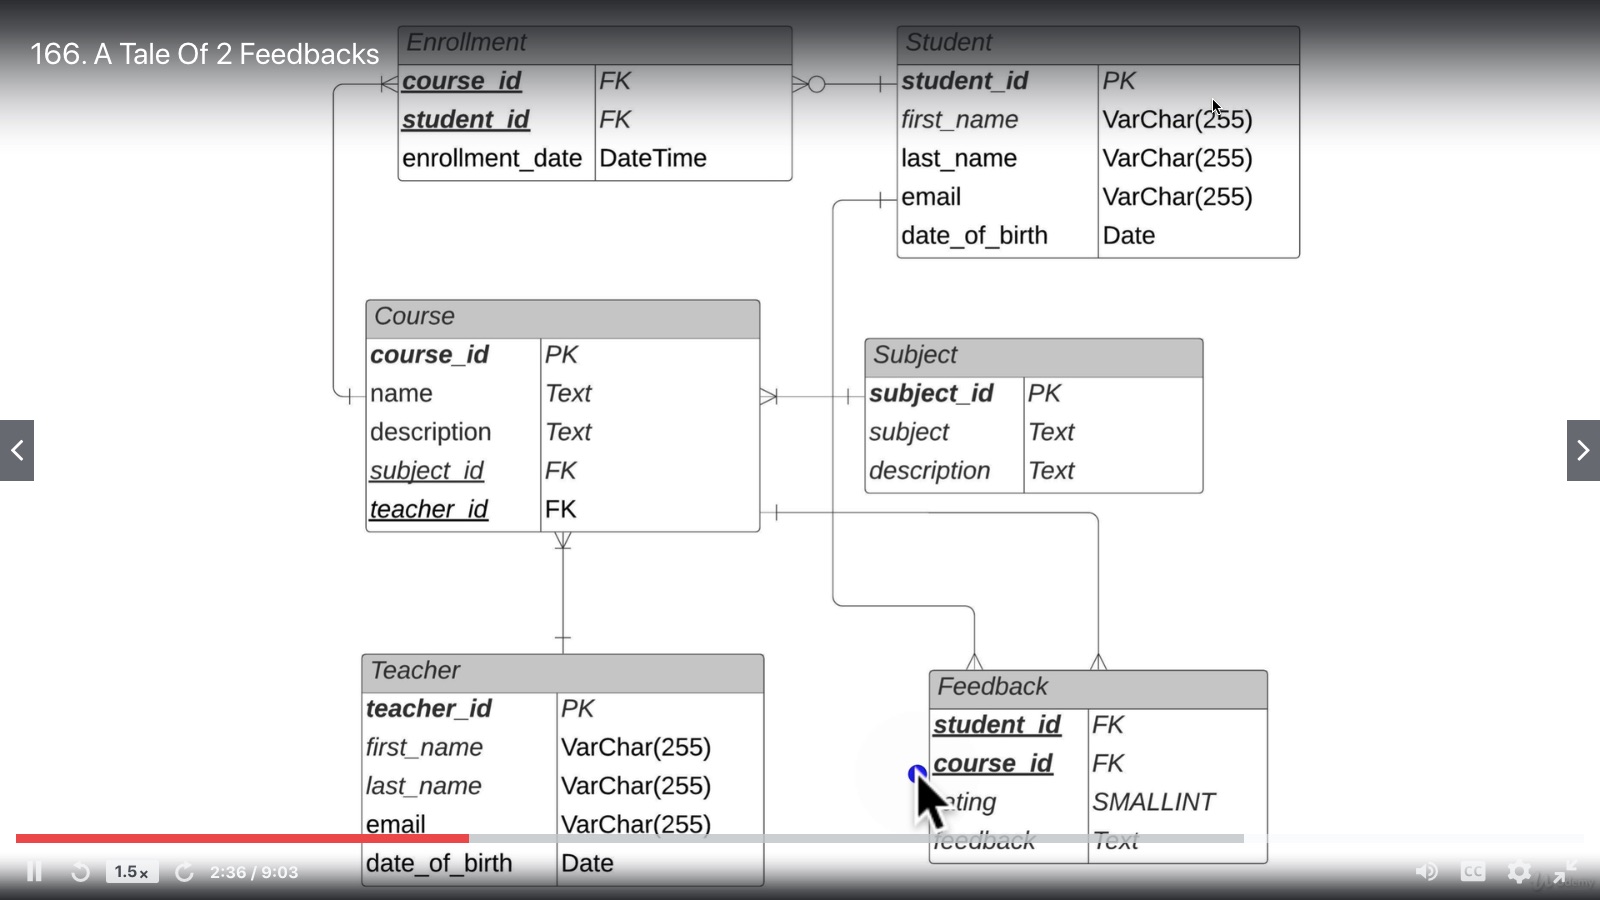 166. A Tale Of 2 Feedbacks
Enrollment
course_id FK
student_id FK
enrollment_date DateTime
Student
student_id PK
first_name VarChar(255)
last_name VarChar(255)
email VarChar(255)
date_of_birth Date
Course
course_id PK
name Text
description Text
subject_id FK
teacher_id FK
Subject
subject_id PK
subject Text
description Text
Teacher
teacher_id PK
first_name VarChar(255)
last_name VarChar(255)
email VarChar(255)
date_of_birth Date
Feedback
student_id FK
course_id FK
ating SMALLINT
feedback Text
1.5x
2:36 / 9:03
CC